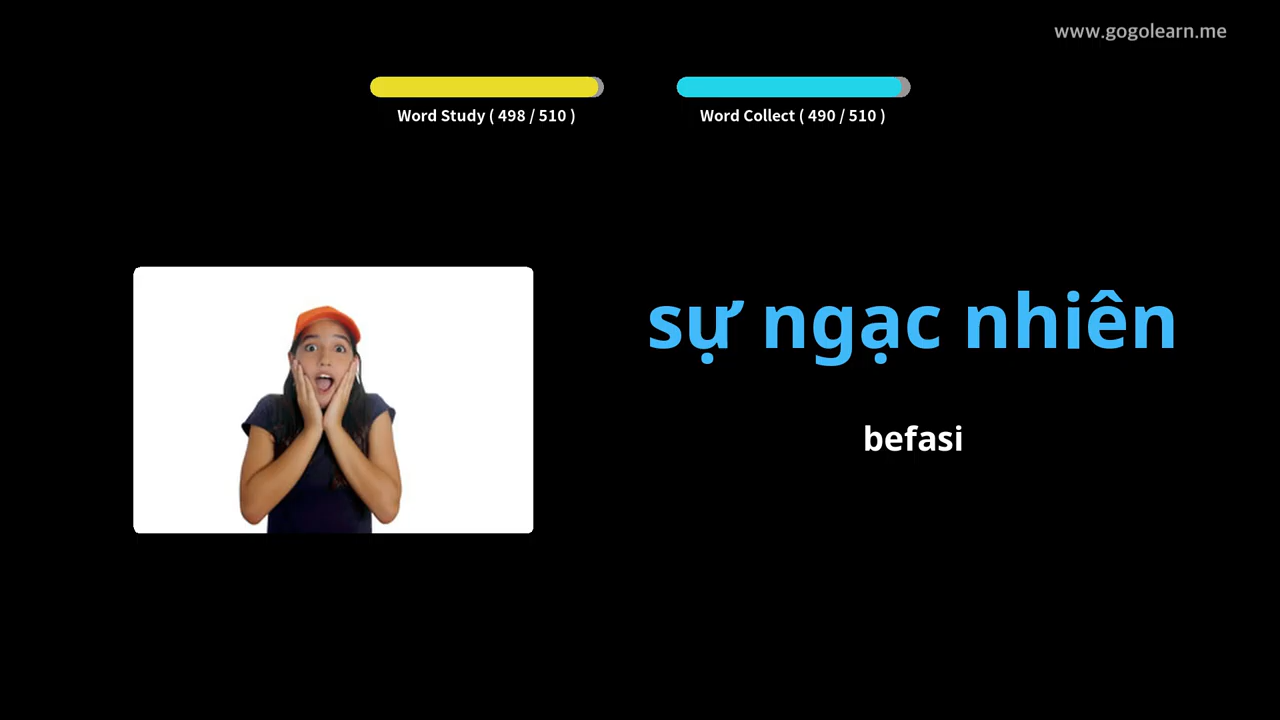 www.gogolearn.me
Word Study ( 498 / 510 )
Word Collect ( 490 / 510 )
sự ngạc nhiên
befasi